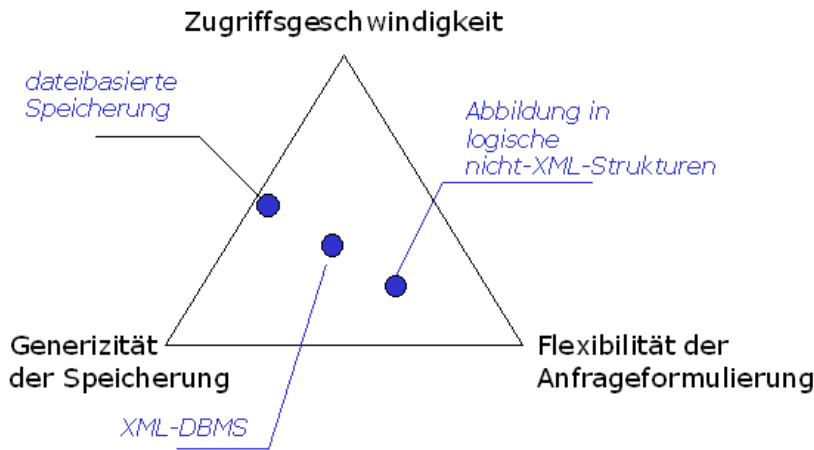 Zugriffsgeschwindigkeit
dateibasierte
Speicherung
Abbildung in
logische
nicht-XML-Strukturen
Generizität
der Speicherung
Flexibilität der
Anfrageformulierung
XML-DBMS